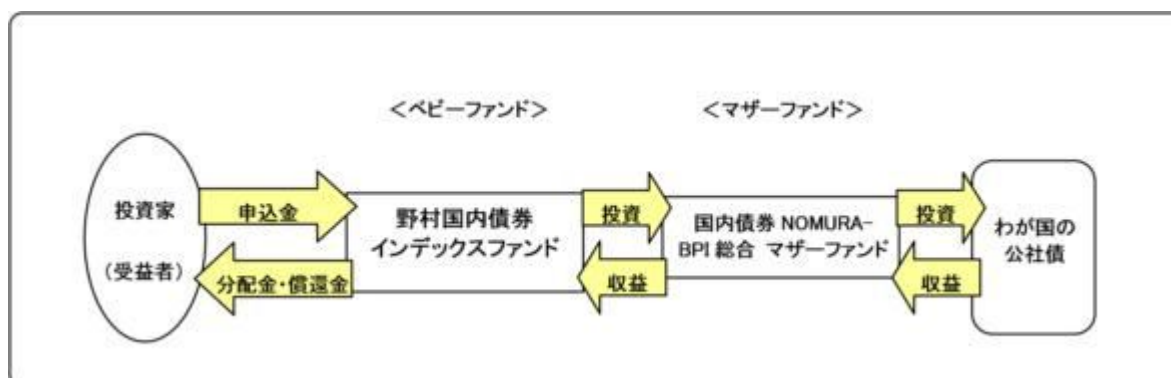 <ベビーファンド>
<マザーファンド>
投資家
(受益者)
申込金
分配金・償還金
野村国内債券
インデックスファンド
投資
収益
国内債券 NOMURA-
BPI 総合 マザーファンド
投資
収益
わが国の
公社債